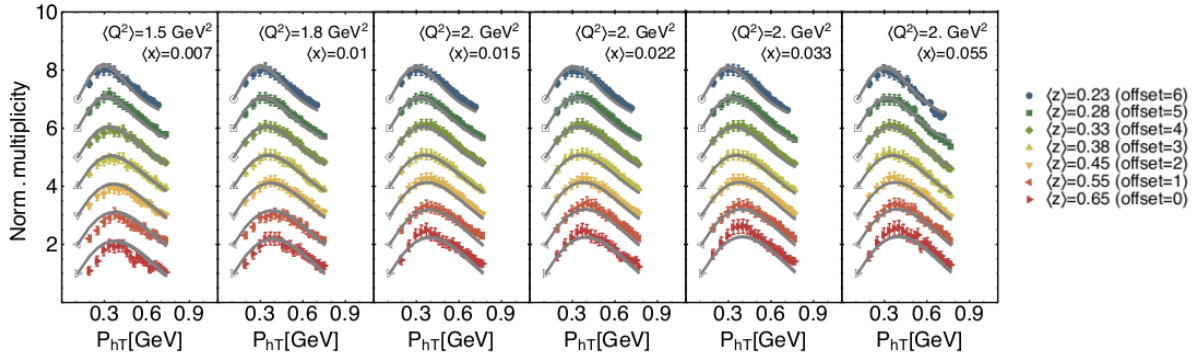 ⟨Q²⟩=1.5 GeV²
⟨x⟩=0.007
⟨Q²⟩=1.8 GeV²
⟨x⟩=0.01
⟨Q²⟩=2. GeV²
⟨x⟩=0.015
⟨Q²⟩=2. GeV²
⟨x⟩=0.022
⟨Q²⟩=2. GeV²
⟨x⟩=0.033
⟨Q²⟩=2. GeV²
⟨x⟩=0.055
Norm. multiplicity
10
8
6
4
2
⟨z⟩=0.23 (offset=6)
⟨z⟩=0.28 (offset=5)
⟨z⟩=0.33 (offset=4)
⟨z⟩=0.38 (offset=3)
⟨z⟩=0.45 (offset=2)
⟨z⟩=0.55 (offset=1)
⟨z⟩=0.65 (offset=0)
0.3 0.6 0.9 0.3 0.6 0.9 0.3 0.6 0.9 0.3 0.6 0.9 0.3 0.6 0.9 0.3 0.6 0.9
P_hT[GeV] P_hT[GeV] P_hT[GeV] P_hT[GeV] P_hT[GeV] P_hT[GeV]